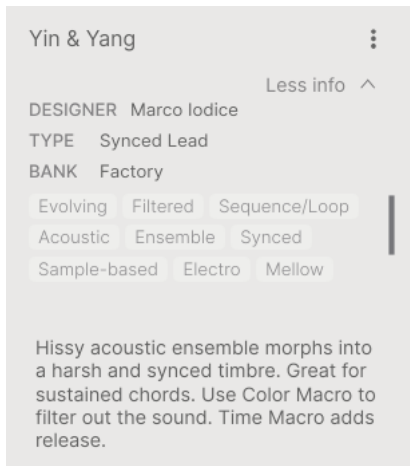 Yin & Yang
Less info
DESIGNER Marco Iodice
TYPE Synced Lead
BANK Factory
Evolving Filtered Sequence/Loop
Acoustic Ensemble Synced
Sample-based Electro Mellow
Hissy acoustic ensemble morphs into
a harsh and synced timbre. Great for
sustained chords. Use Color Macro to
filter out the sound. Time Macro adds
release.